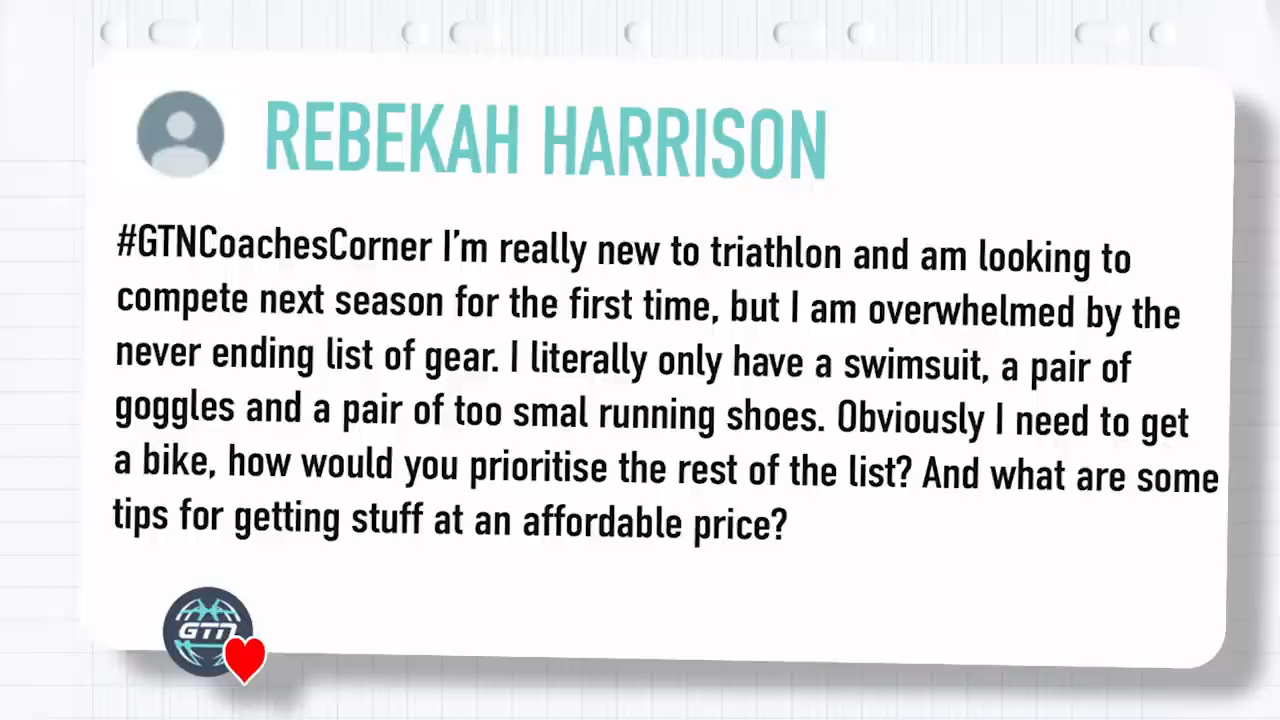 REBEKAH HARRISON
#GTNCoachesCorner I'm really new to triathlon and am looking to
compete next season for the first time, but I am overwhelmed by the
never ending list of gear. I literally only have a swimsuit, a pair of
goggles and a pair of too smal running shoes. Obviously I need to get
a bike, how would you prioritise the rest of the list? And what are some
tips for getting stuff at an affordable price?
GTN